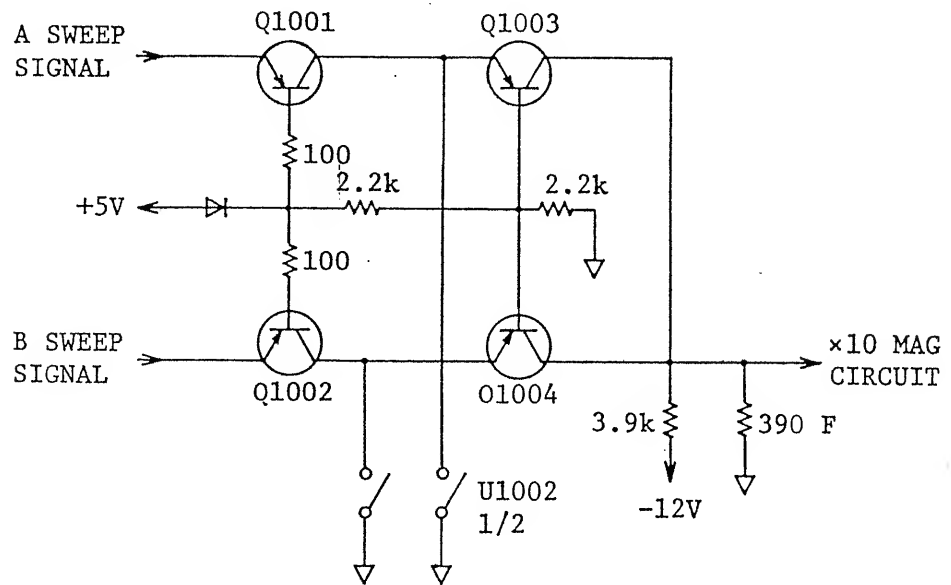 Q1001
Q1003
A SWEEP
SIGNAL
100
2.2k
2.2k
+5V
100
B SWEEP
SIGNAL
Q1002
O1004
×10 MAG
CIRCUIT
3.9k
390 F
U1002
1/2
-12V